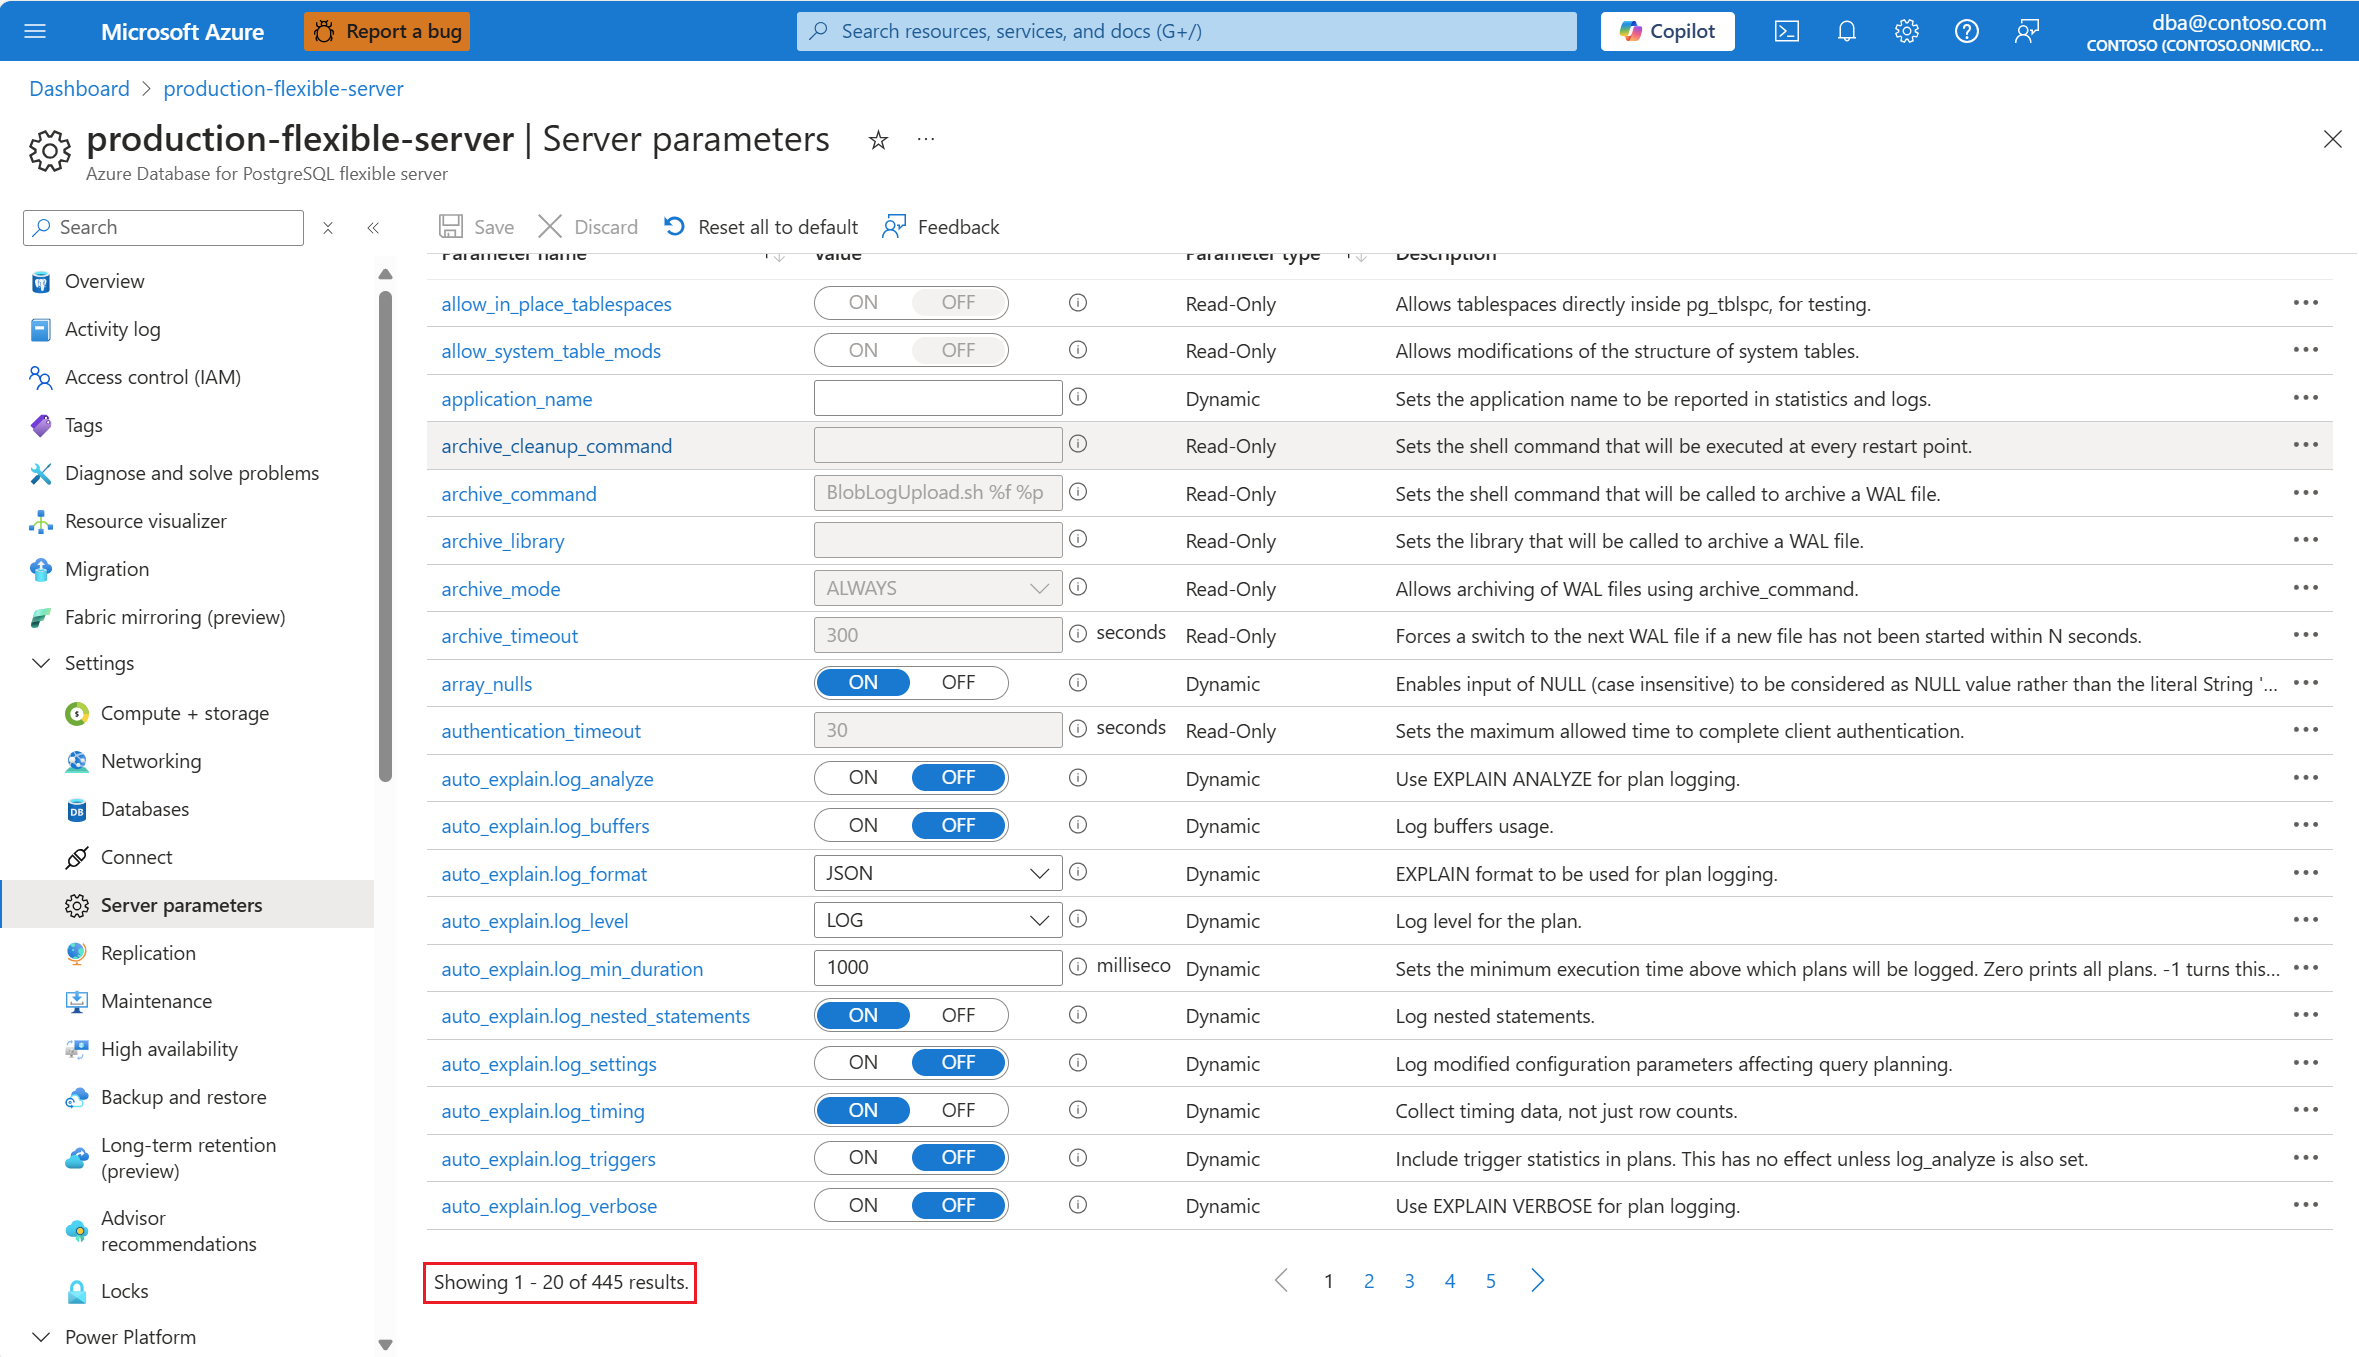 Microsoft Azure
Report a bug
Search resources, services, and docs (G+/)
Copilot
dba@contoso.com
CONTOSO (CONTOSO.ONMICRO...
Dashboard > production-flexible-server
production-flexible-server | Server parameters
Azure Database for PostgreSQL flexible server
Search
Overview
Activity log
Access control (IAM)
Tags
Diagnose and solve problems
Resource visualizer
Migration
Fabric mirroring (preview)
Settings
Compute + storage
Networking
Databases
Connect
Server parameters
Replication
Maintenance
High availability
Backup and restore
Long-term retention
(preview)
Advisor
recommendations
Locks
Power Platform
Save Discard Reset all to default Feedback
Parameter name Value Parameter type Description
allow_in_place_tablespaces ON OFF Read-Only Allows tablespaces directly inside pg_tblspc, for testing.
allow_system_table_mods ON OFF Read-Only Allows modifications of the structure of system tables.
application_name Dynamic Sets the application name to be reported in statistics and logs.
archive_cleanup_command Read-Only Sets the shell command that will be executed at every restart point.
archive_command BlobLogUpload.sh %f %p Read-Only Sets the shell command that will be called to archive a WAL file.
archive_library Read-Only Sets the library that will be called to archive a WAL file.
archive_mode ALWAYS Read-Only Allows archiving of WAL files using archive_command.
archive_timeout 300 seconds Read-Only Forces a switch to the next WAL file if a new file has not been started within N seconds.
array_nulls ON OFF Dynamic Enables input of NULL (case insensitive) to be considered as NULL value rather than the literal String '...
authentication_timeout 30 seconds Read-Only Sets the maximum allowed time to complete client authentication.
auto_explain.log_analyze ON OFF Dynamic Use EXPLAIN ANALYZE for plan logging.
auto_explain.log_buffers ON OFF Dynamic Log buffers usage.
auto_explain.log_format JSON Dynamic EXPLAIN format to be used for plan logging.
auto_explain.log_level LOG Dynamic Log level for the plan.
auto_explain.log_min_duration 1000 milliseco Dynamic Sets the minimum execution time above which plans will be logged. Zero prints all plans. -1 turns this...
auto_explain.log_nested_statements ON OFF Dynamic Log nested statements.
auto_explain.log_settings ON OFF Dynamic Log modified configuration parameters affecting query planning.
auto_explain.log_timing ON OFF Dynamic Collect timing data, not just row counts.
auto_explain.log_triggers ON OFF Dynamic Include trigger statistics in plans. This has no effect unless log_analyze is also set.
auto_explain.log_verbose ON OFF Dynamic Use EXPLAIN VERBOSE for plan logging.
Showing 1 - 20 of 445 results.
1 2 3 4 5